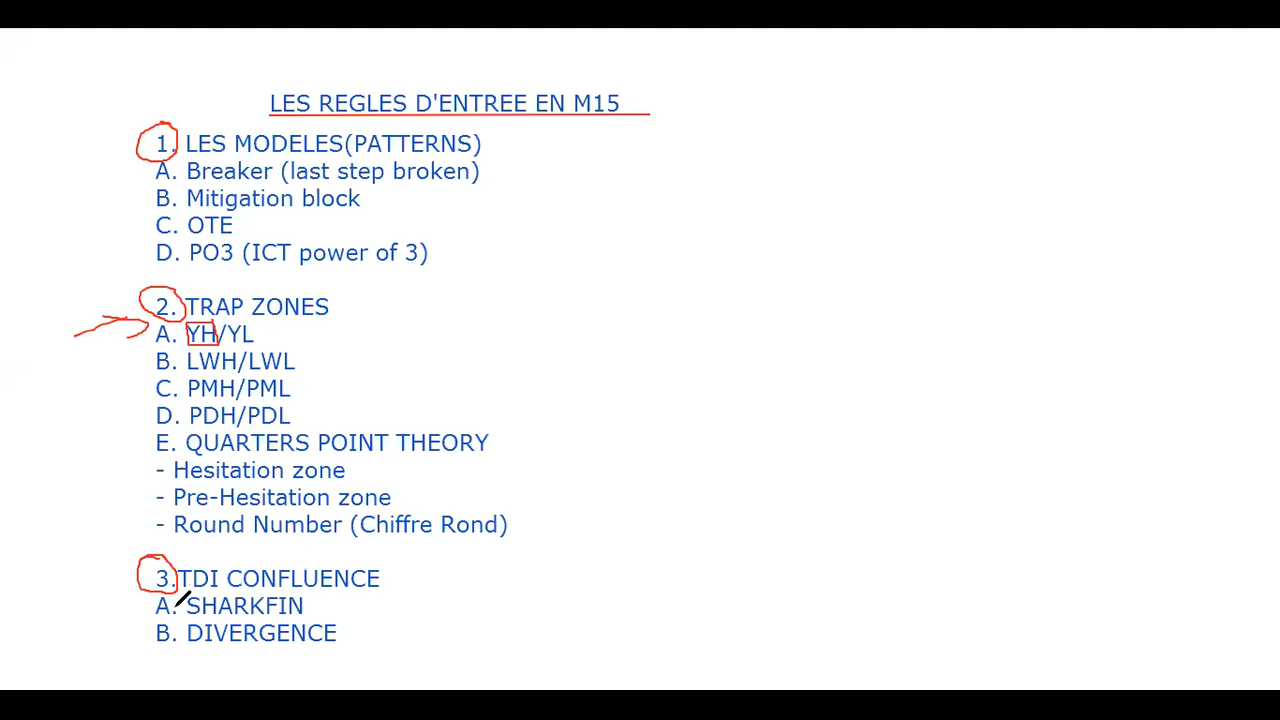 LES REGLES D'ENTREE EN M15
1. LES MODELES(PATTERNS)
A. Breaker (last step broken)
B. Mitigation block
C. OTE
D. PO3 (ICT power of 3)
2. TRAP ZONES
A. YH/YL
B. LWH/LWL
C. PMH/PML
D. PDH/PDL
E. QUARTERS POINT THEORY
- Hesitation zone
- Pre-Hesitation zone
- Round Number (Chiffre Rond)
3.TDI CONFLUENCE
A. SHARKFIN
B. DIVERGENCE